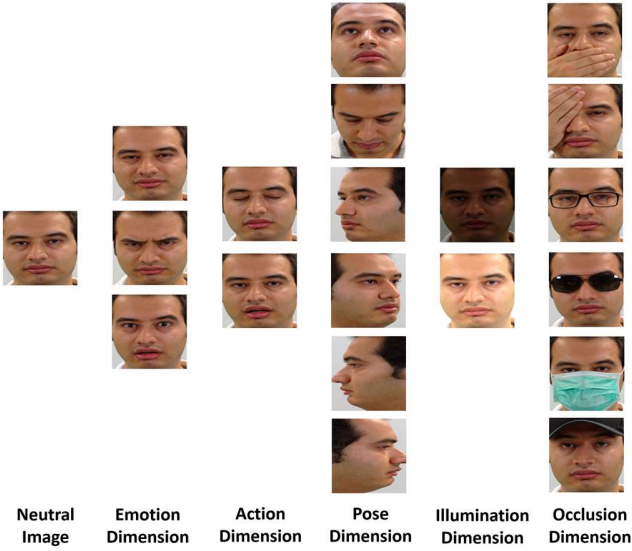 Neutral
Image
Emotion
Dimension
Action
Dimension
Pose
Dimension
Illumination
Dimension
Occlusion
Dimension